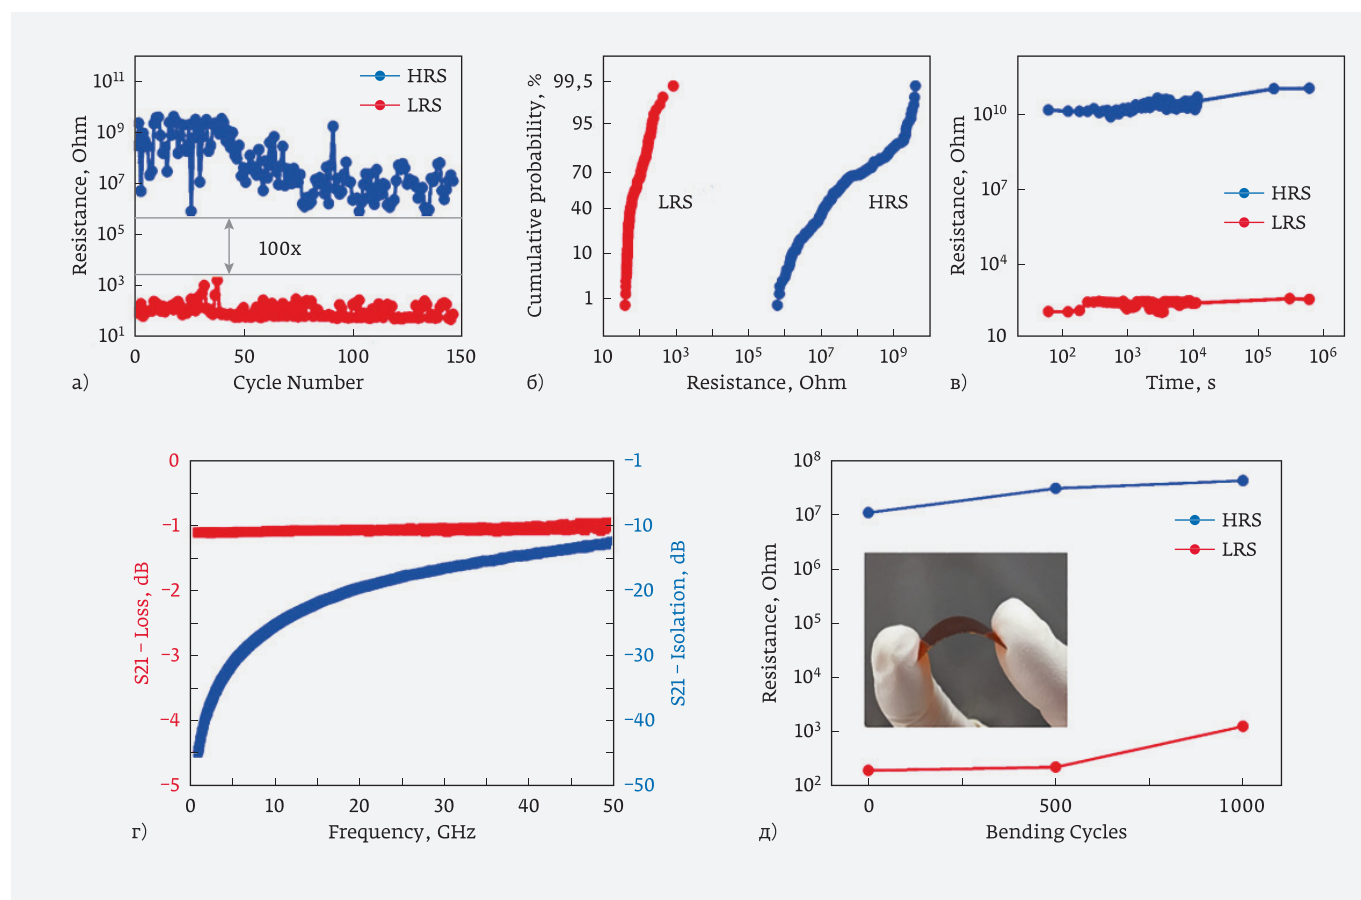 Resistance, Ohm
10¹¹
10⁹
10⁷
10⁵
10³
10¹
HRS
LRS
100x
0 50 100 150
а) Cycle Number
Cumulative probability, %
99,5
95
70
40
10
1
LRS
HRS
10 10³ 10⁵ 10⁷ 10⁹
б) Resistance, Ohm
Resistance, Ohm
10¹⁰
10⁷
10⁴
10
HRS
LRS
10² 10³ 10⁴ 10⁵ 10⁶
в) Time, s
S21 – Loss, dB
0
−1
−2
−3
−4
−5
−1
−10
−20
−30
−40
−50
S21 – Isolation, dB
0 10 20 30 40 50
г) Frequency, GHz
Resistance, Ohm
10⁸
10⁷
10⁶
10⁵
10⁴
10³
10²
HRS
LRS
0 500 1000
д) Bending Cycles